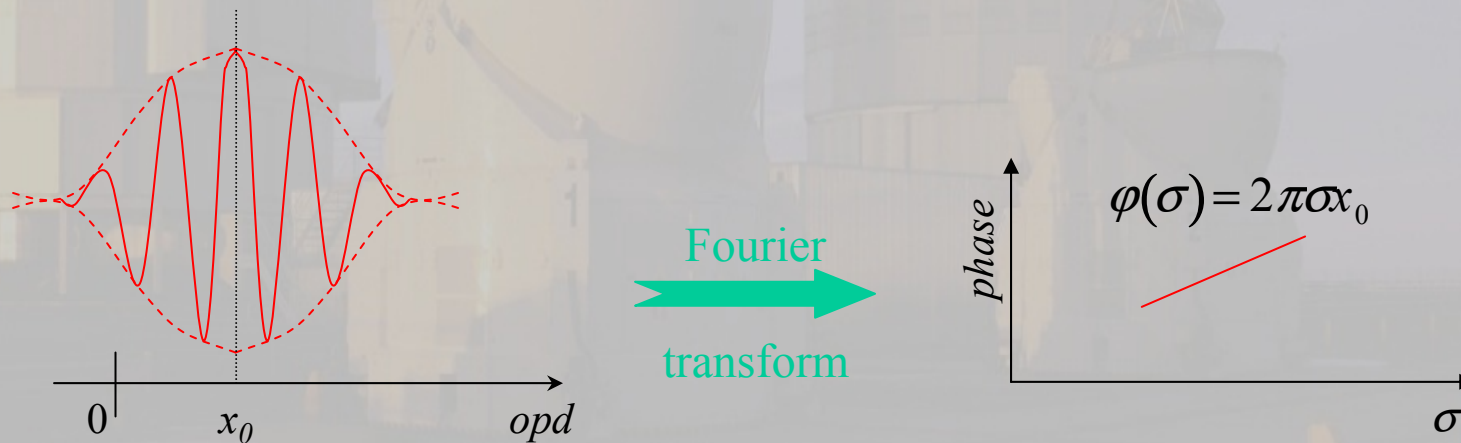 0
x₀
opd
Fourier
transform
phase
φ(σ) = 2πσx₀
σ